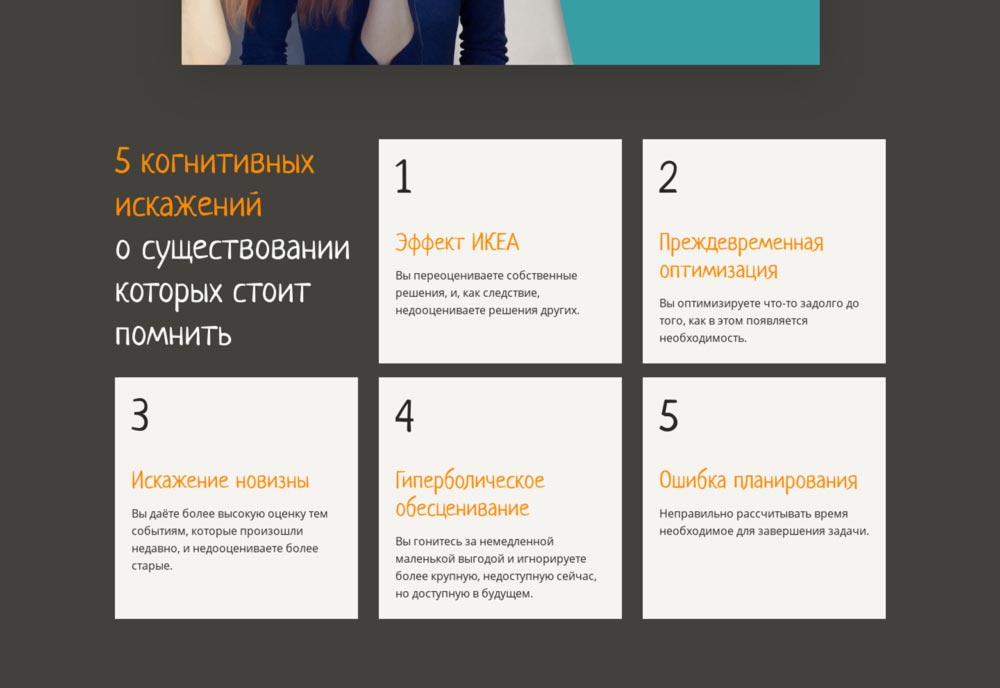 5 когнитивных
искажений
о существовании
которых стоит
помнить
1
Эффект ИКЕА
Вы переоцениваете собственные
решения, и, как следствие,
недооцениваете решения других.
2
Преждевременная
оптимизация
Вы оптимизируете что-то задолго до
того, как в этом появляется
необходимость.
3
Искажение новизны
Вы даёте более высокую оценку тем
событиям, которые произошли
недавно, и недооцениваете более
старые.
4
Гиперболическое
обесценивание
Вы гонитесь за немедленной
маленькой выгодой и игнорируете
более крупную, недоступную сейчас,
но доступную в будущем.
5
Ошибка планирования
Неправильно рассчитывать время
необходимое для завершения задачи.